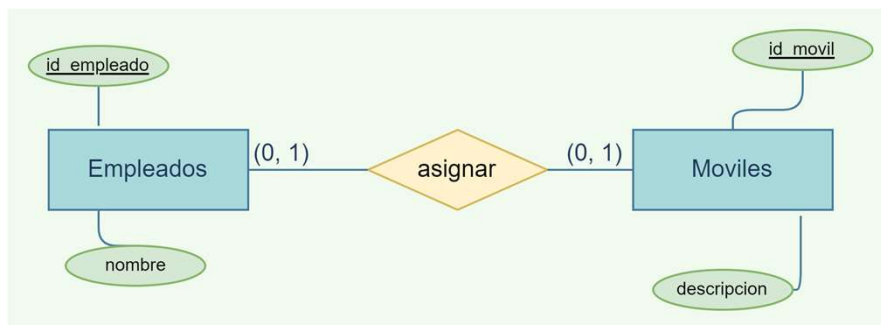 id_movil
id_empleado
Empleados
(0, 1)
asignar
(0, 1)
Moviles
nombre
descripcion